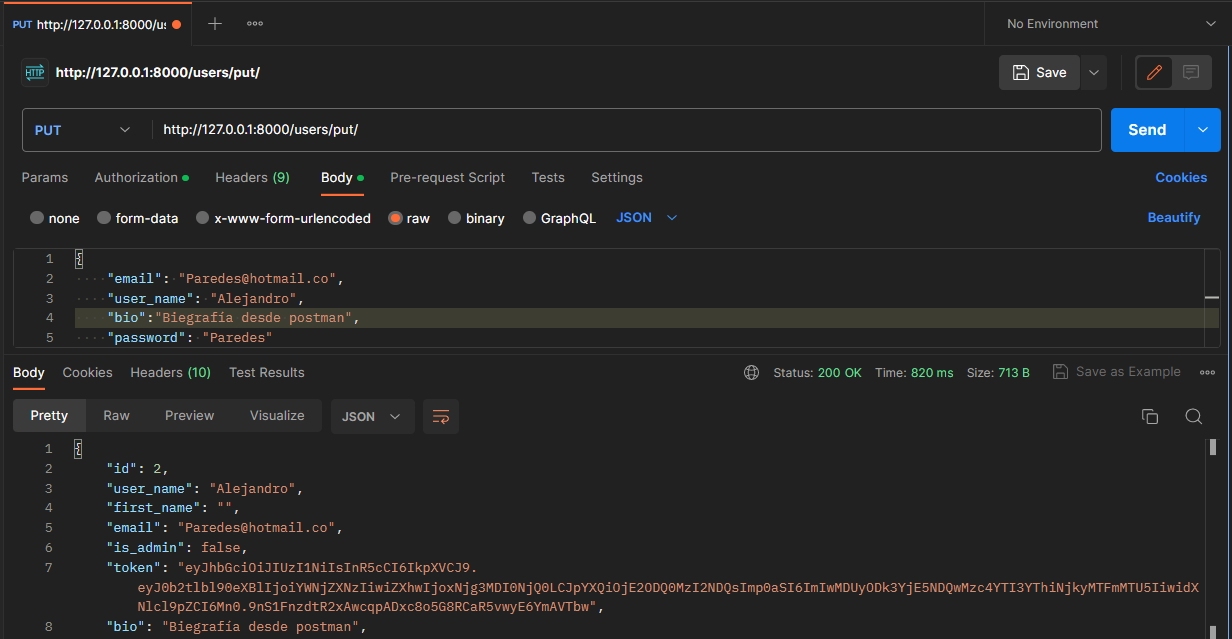 PUT http://127.0.0.1:8000/us
No Environment
HTTP http://127.0.0.1:8000/users/put/
Save
PUT http://127.0.0.1:8000/users/put/
Send
Params Authorization Headers (9) Body Pre-request Script Tests Settings Cookies
none form-data x-www-form-urlencoded raw binary GraphQL JSON Beautify
1 {
2 "email": "Paredes@hotmail.co",
3 "user_name": "Alejandro",
4 "bio":"Biegrafía desde postman",
5 "password": "Paredes"
Body Cookies Headers (10) Test Results Status: 200 OK Time: 820 ms Size: 713 B Save as Example
Pretty Raw Preview Visualize JSON
1 {
2 "id": 2,
3 "user_name": "Alejandro",
4 "first_name": "",
5 "email": "Paredes@hotmail.co",
6 "is_admin": false,
7 "token": "eyJhbGciOiJIUzI1NiIsInR5cCI6IkpXVCJ9.
eyJ0b2tlbl90eXBlIjoiYWNjZXNzIiwiZXhwIjoxNjg3MDI0NjQ0LCJpYXQiOjE2ODQ0MzI2NDQsImp0aSI6ImIwMDUyODk3YjE5NDQwMzc4YTI3YThiNjkyMTFmMTU5IiwidX
Nlcl9pZCI6Mn0.9nS1FnzdtR2xAwcqpADxc8o5G8RCaR5vwyE6YmAVTbw",
8 "bio": "Biegrafía desde postman",